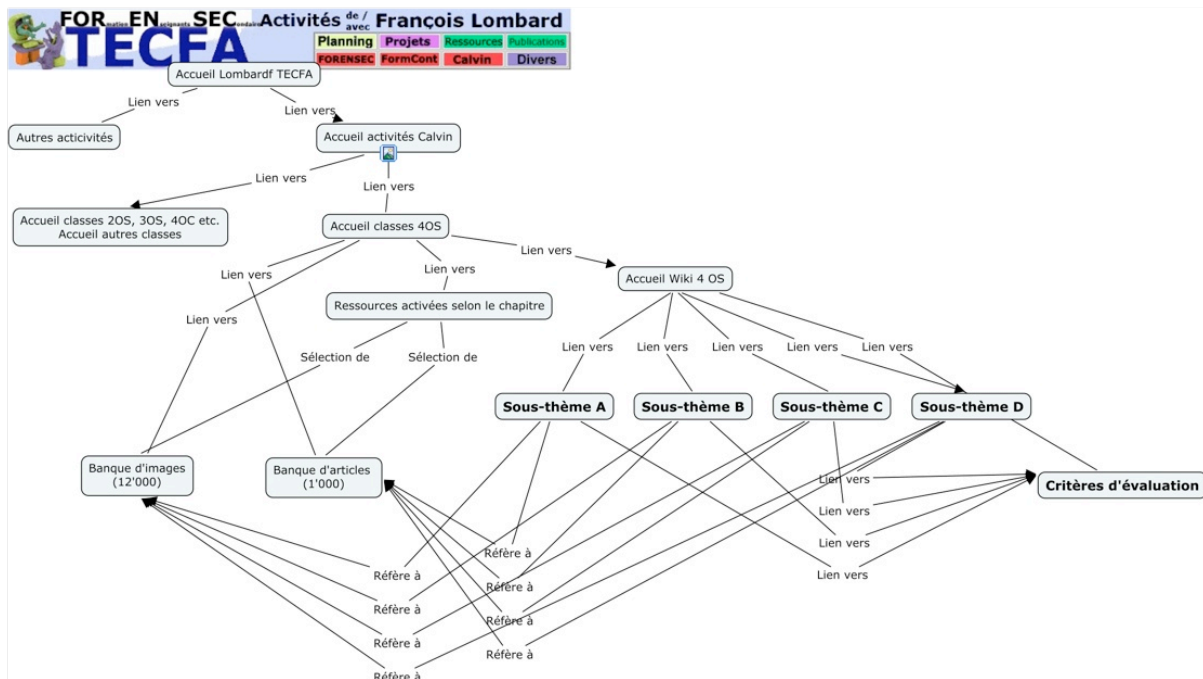 FORmation ENseignants SECondaire
TECFA
Activités de / avec François Lombard
Planning Projets Ressources Publications
FORENSEC FormCont Calvin Divers
Accueil Lombardf TECFA
Lien vers
Lien vers
Autres acticivités
Accueil activités Calvin
Lien vers
Lien vers
Accueil classes 2OS, 3OS, 4OC etc.
Accueil autres classes
Accueil classes 4OS
Lien vers
Lien vers
Lien vers
Accueil Wiki 4 OS
Ressources activées selon le chapitre
Lien vers
Sélection de
Sélection de
Lien vers
Lien vers
Lien vers
Lien vers
Lien vers
Sous-thème A
Sous-thème B
Sous-thème C
Sous-thème D
Banque d'images
(12'000)
Banque d'articles
(1'000)
Lien vers
Critères d'évaluation
Lien vers
Lien vers
Réfère à
Lien vers
Réfère à
Réfère à
Réfère à
Réfère à
Réfère à
Réfère à
Réfère à